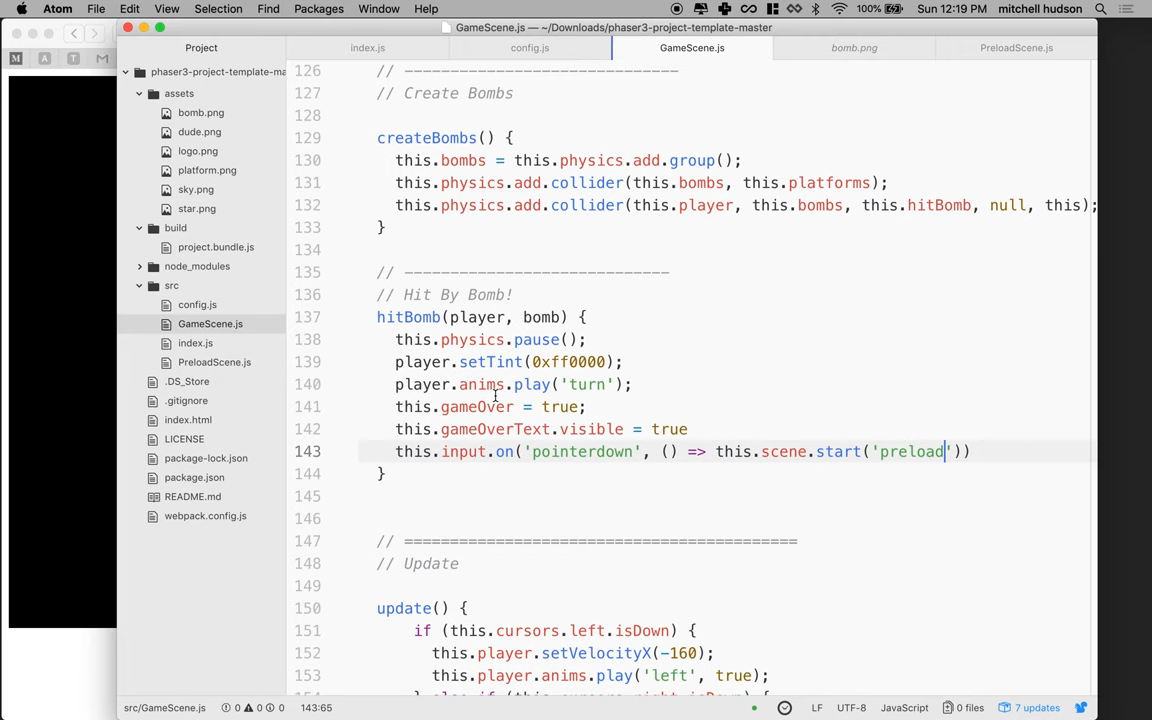 Atom File Edit View Selection Find Packages Window Help 100% Sun 12:19 PM mitchell hudson
GameScene.js — ~/Downloads/phaser3-project-template-master
Project index.js config.js GameScene.js bomb.png PreloadScene.js
phaser3-project-template-ma
assets
bomb.png
dude.png
logo.png
platform.png
sky.png
star.png
build
project.bundle.js
node_modules
src
config.js
GameScene.js
index.js
PreloadScene.js
.DS_Store
.gitignore
index.html
LICENSE
package-lock.json
package.json
README.md
webpack.config.js
126 // ------------------------------
127 // Create Bombs
128
129 createBombs() {
130 this.bombs = this.physics.add.group();
131 this.physics.add.collider(this.bombs, this.platforms);
132 this.physics.add.collider(this.player, this.bombs, this.hitBomb, null, this);
133 }
134
135 // -----------------------------
136 // Hit By Bomb!
137 hitBomb(player, bomb) {
138 this.physics.pause();
139 player.setTint(0xff0000);
140 player.anims.play('turn');
141 this.gameOver = true;
142 this.gameOverText.visible = true
143 this.input.on('pointerdown', () => this.scene.start('preload'))
144 }
145
146
147 // ===========================================
148 // Update
149
150 update() {
151 if (this.cursors.left.isDown) {
152 this.player.setVelocityX(-160);
153 this.player.anims.play('left', true);
154 } else if (this.cursors.right.isDown) {
src/GameScene.js 0 0 0 143:65 LF UTF-8 JavaScript 0 files 7 updates